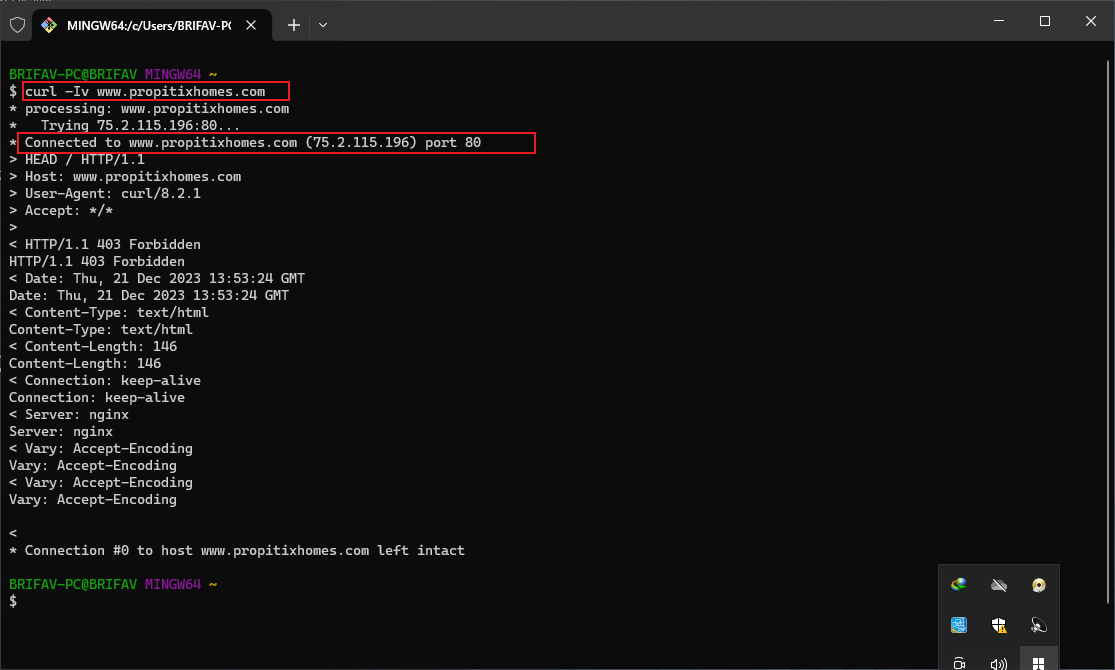 MINGW64:/c/Users/BRIFAV-PC
BRIFAV-PC@BRIFAV MINGW64 ~
$ curl -Iv www.propitixhomes.com
* processing: www.propitixhomes.com
*   Trying 75.2.115.196:80...
* Connected to www.propitixhomes.com (75.2.115.196) port 80
> HEAD / HTTP/1.1
> Host: www.propitixhomes.com
> User-Agent: curl/8.2.1
> Accept: */*
>
< HTTP/1.1 403 Forbidden
HTTP/1.1 403 Forbidden
< Date: Thu, 21 Dec 2023 13:53:24 GMT
Date: Thu, 21 Dec 2023 13:53:24 GMT
< Content-Type: text/html
Content-Type: text/html
< Content-Length: 146
Content-Length: 146
< Connection: keep-alive
Connection: keep-alive
< Server: nginx
Server: nginx
< Vary: Accept-Encoding
Vary: Accept-Encoding
< Vary: Accept-Encoding
Vary: Accept-Encoding
<
* Connection #0 to host www.propitixhomes.com left intact
BRIFAV-PC@BRIFAV MINGW64 ~
$